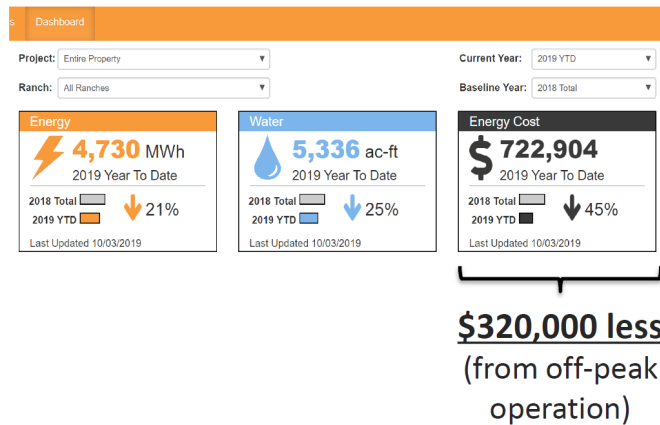 s Dashboard
Project: Entire Property
Current Year: 2019 YTD
Ranch: All Ranches
Baseline Year: 2018 Total
Energy
4,730 MWh
2019 Year To Date
2018 Total
2019 YTD
21%
Last Updated 10/03/2019
Water
5,336 ac-ft
2019 Year To Date
2018 Total
2019 YTD
25%
Last Updated 10/03/2019
Energy Cost
$ 722,904
2019 Year To Date
2018 Total
2019 YTD
45%
Last Updated 10/03/2019
$320,000 less
(from off-peak
operation)